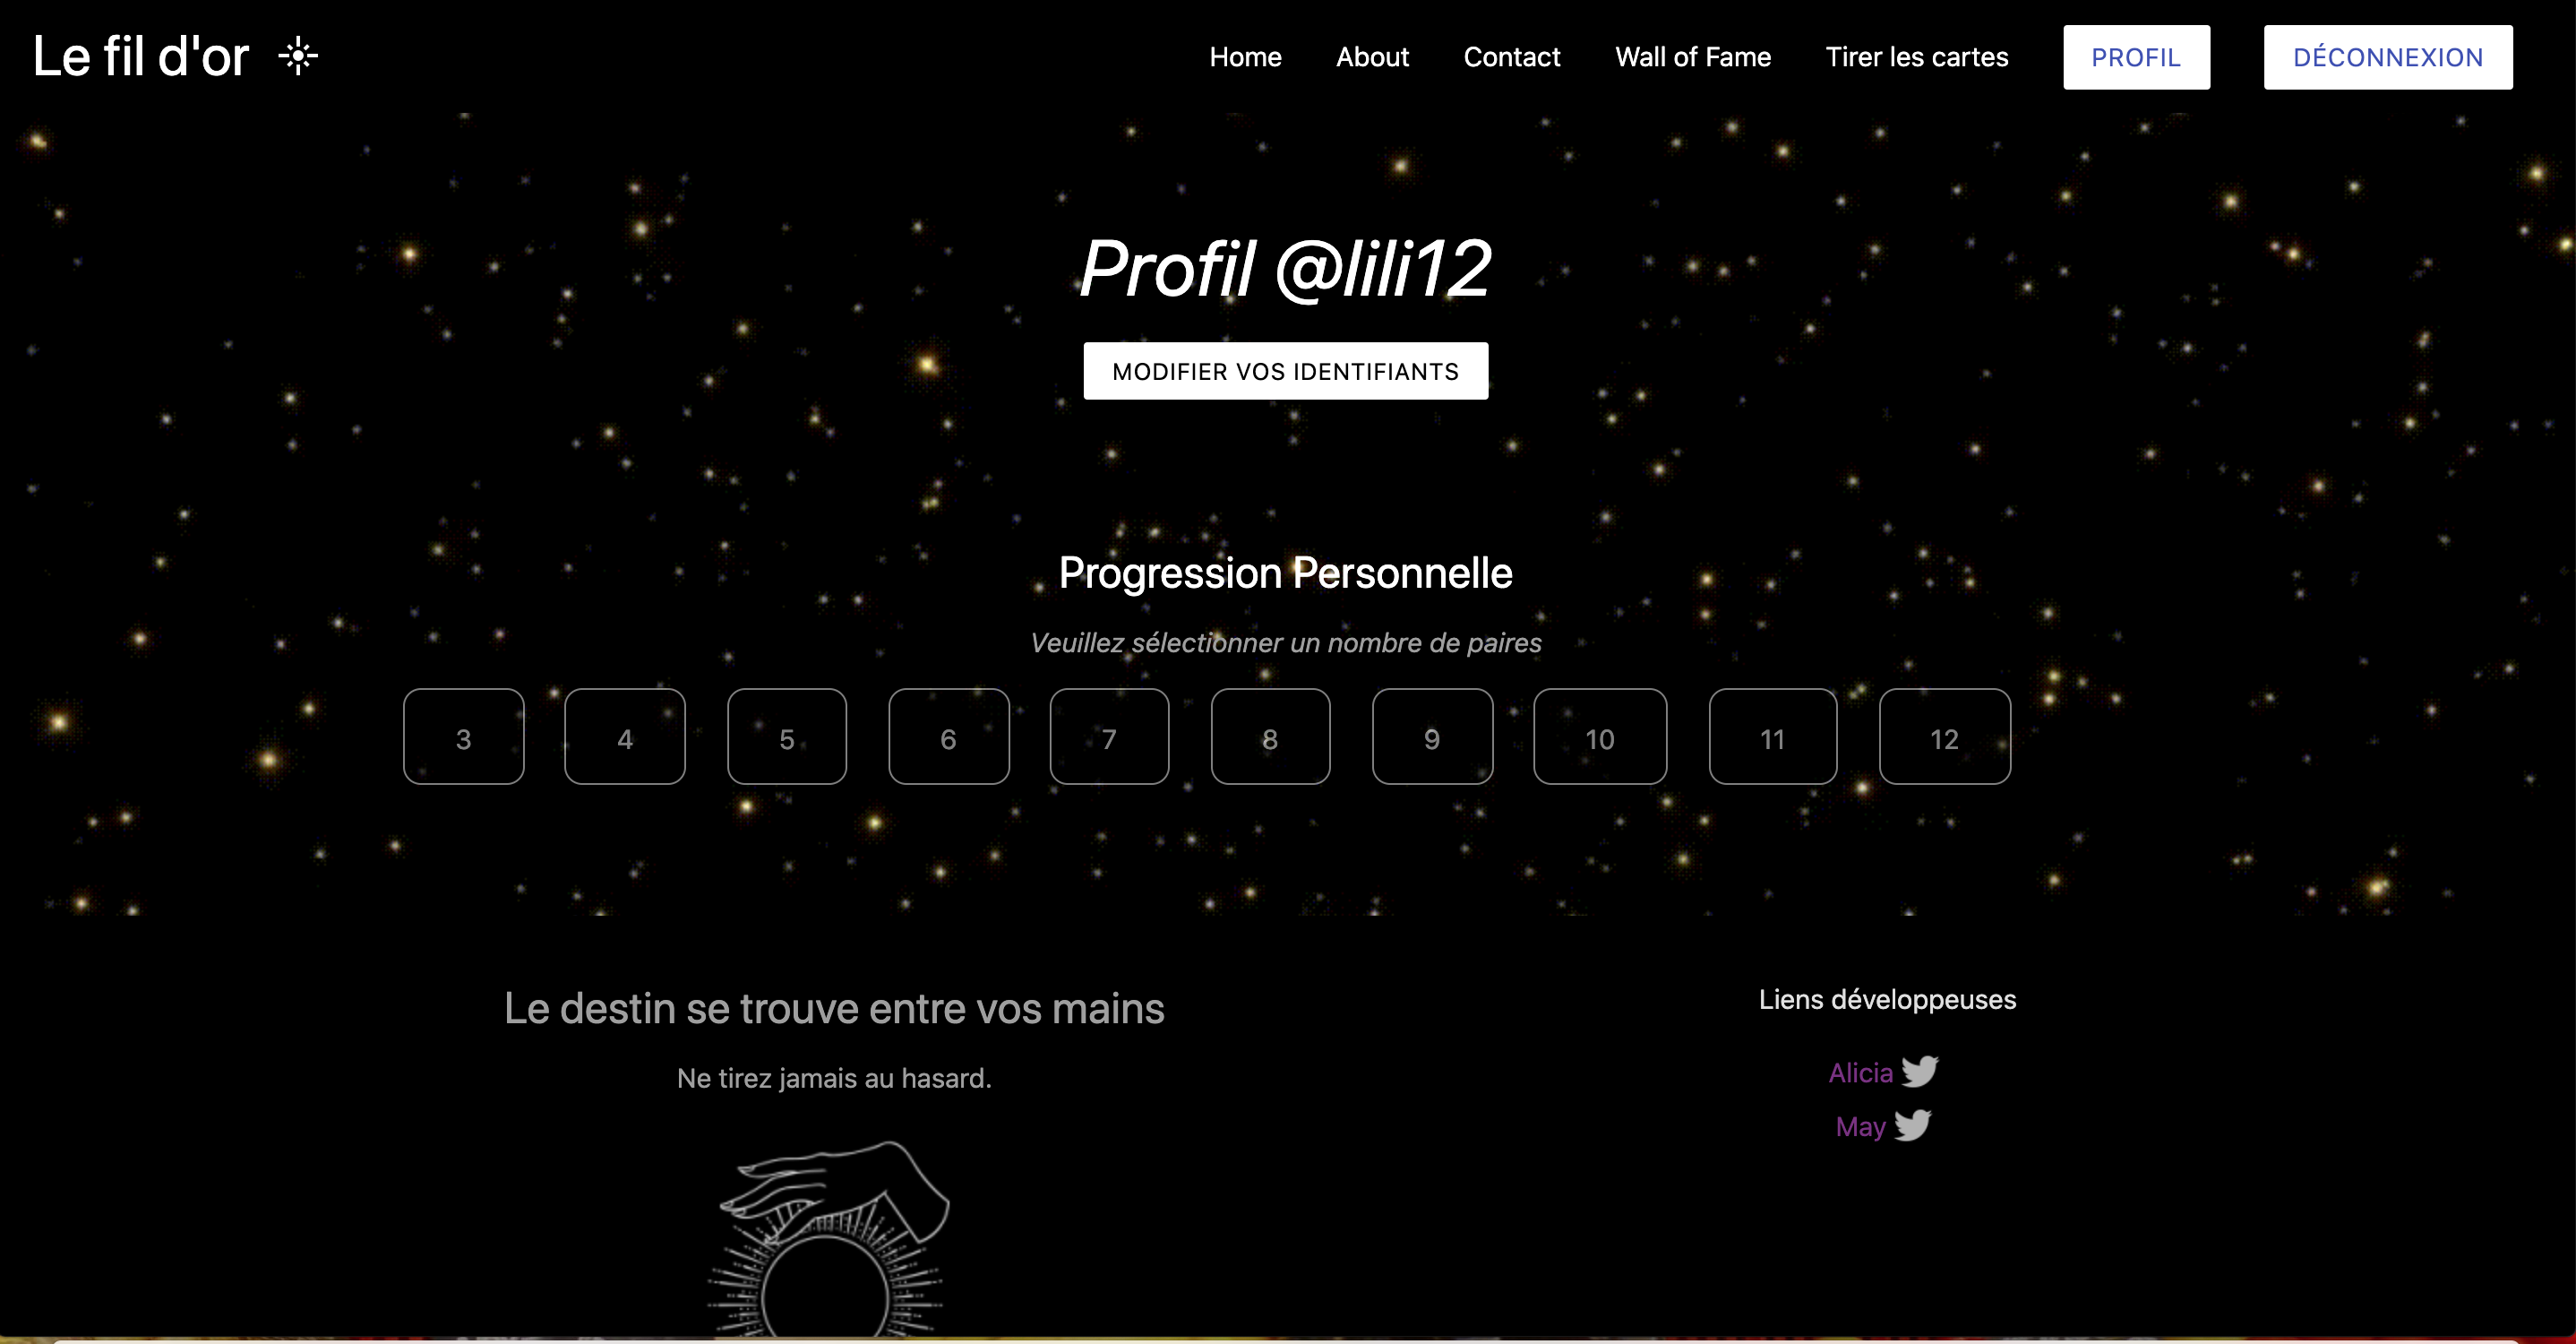 Le fil d'or
Home About Contact Wall of Fame Tirer les cartes PROFIL DÉCONNEXION
Profil @lili12
MODIFIER VOS IDENTIFIANTS
Progression Personnelle
Veuillez sélectionner un nombre de paires
3 4 5 6 7 8 9 10 11 12
Le destin se trouve entre vos mains
Ne tirez jamais au hasard.
Liens développeuses
Alicia
May